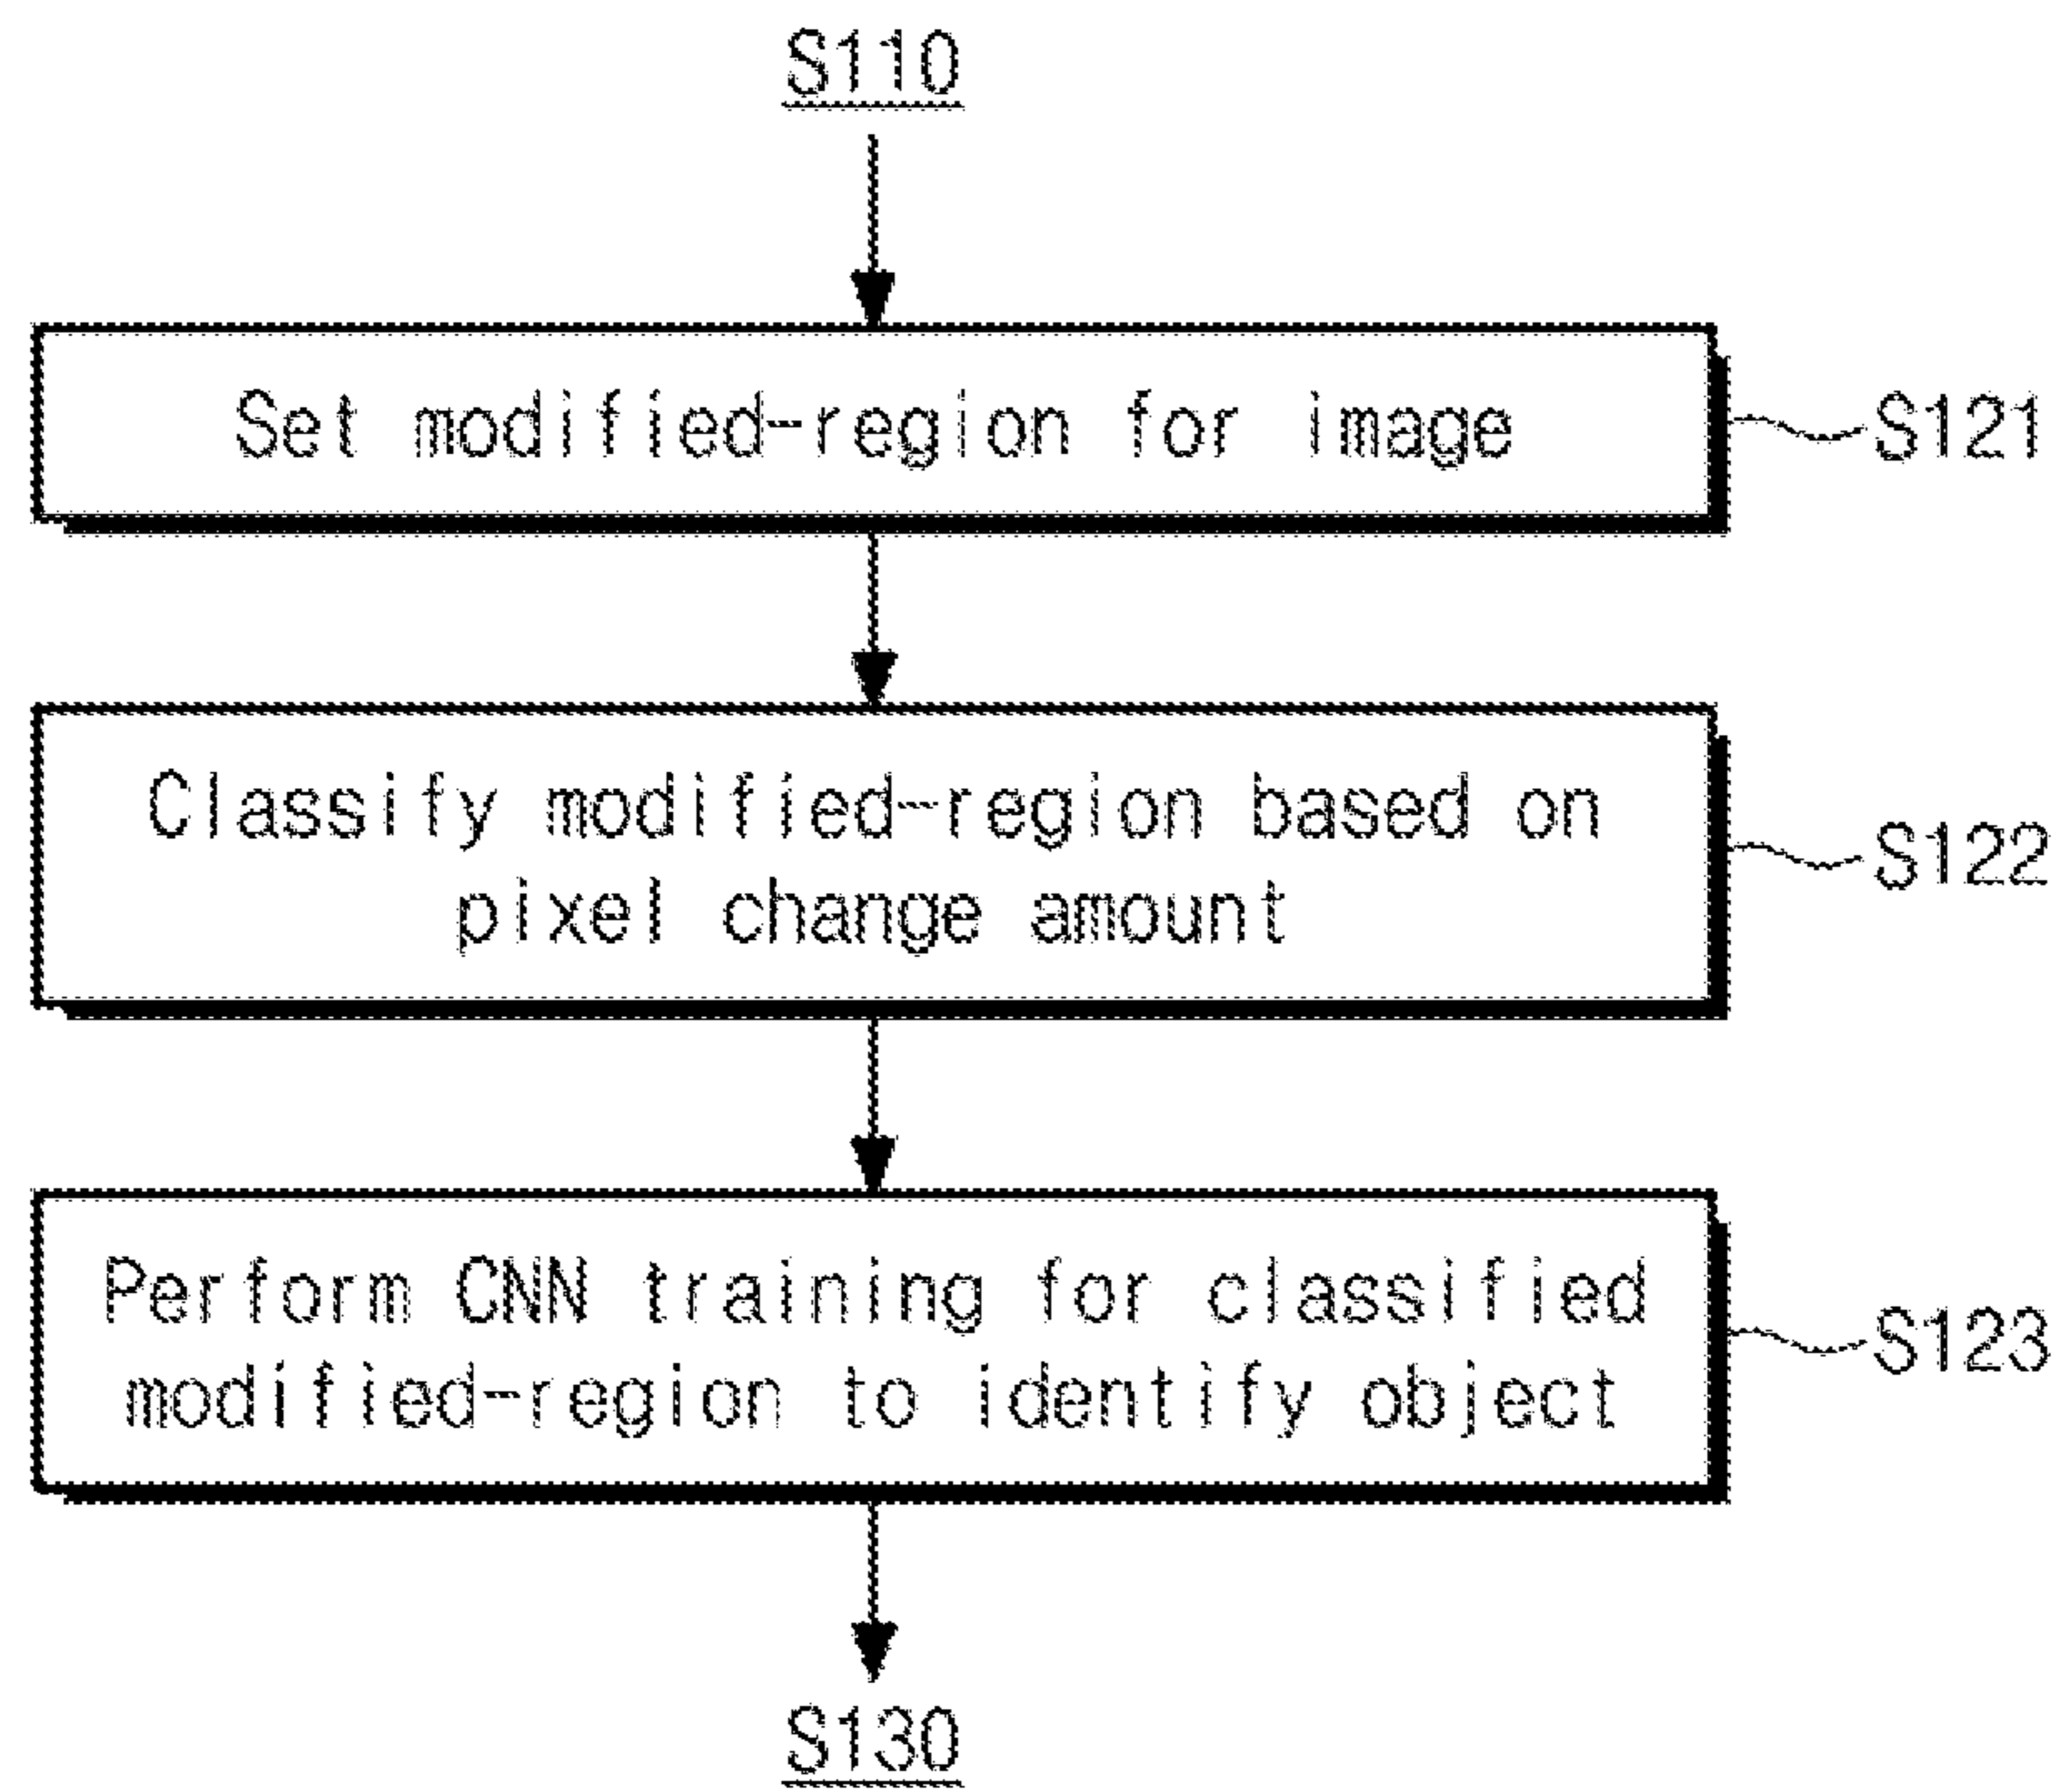 S110
Set modified-region for image
S121
Classify modified-region based on
pixel change amount
S122
Perform CNN training for classified
modified-region to identify object
S123
S130